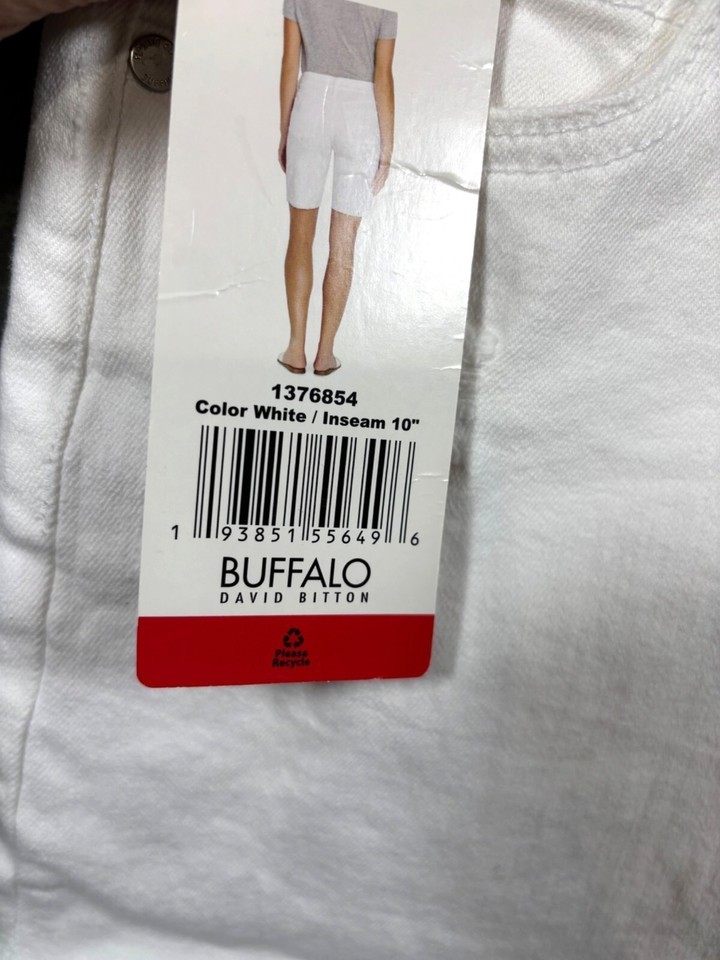 1376854
Color White / Inseam 10"
1 93851 55649 6
BUFFALO
DAVID BITTON
Please
Recycle